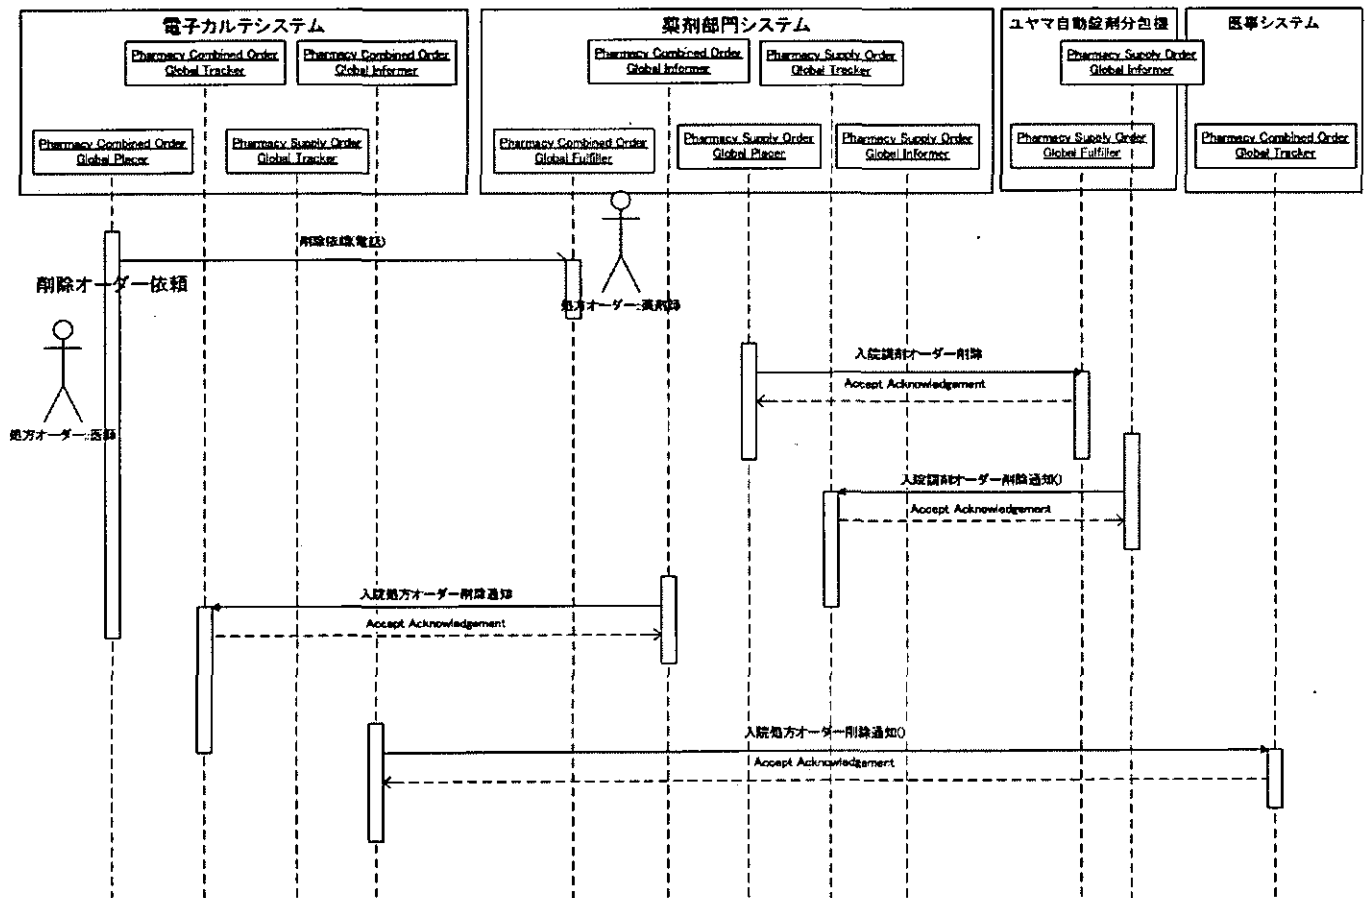 電子カルテシステム
薬剤部門システム
ユヤマ自動錠剤分包機
医事システム
Pharmacy Combined Order
Global Tracker
Pharmacy Combined Order
Global Informer
Pharmacy Combined Order
Global Informer
Pharmacy Supply Order
Global Tracker
Pharmacy Supply Order
Global Informer
Pharmacy Combined Order
Global Placer
Pharmacy Supply Order
Global Tracker
Pharmacy Combined Order
Global Fulfiller
Pharmacy Supply Order
Global Placer
Pharmacy Supply Order
Global Informer
Pharmacy Supply Order
Global Fulfiller
Pharmacy Combined Order
Global Tracker
削除依頼(電話)
削除オーダー依頼
処方オーダー::薬剤師
入院調剤オーダー削除
Accept Acknowledgement
処方オーダー::医師
入院調剤オーダー削除通知()
Accept Acknowledgement
入院処方オーダー削除通知
Accept Acknowledgement
入院処方オーダー削除通知()
Accept Acknowledgement